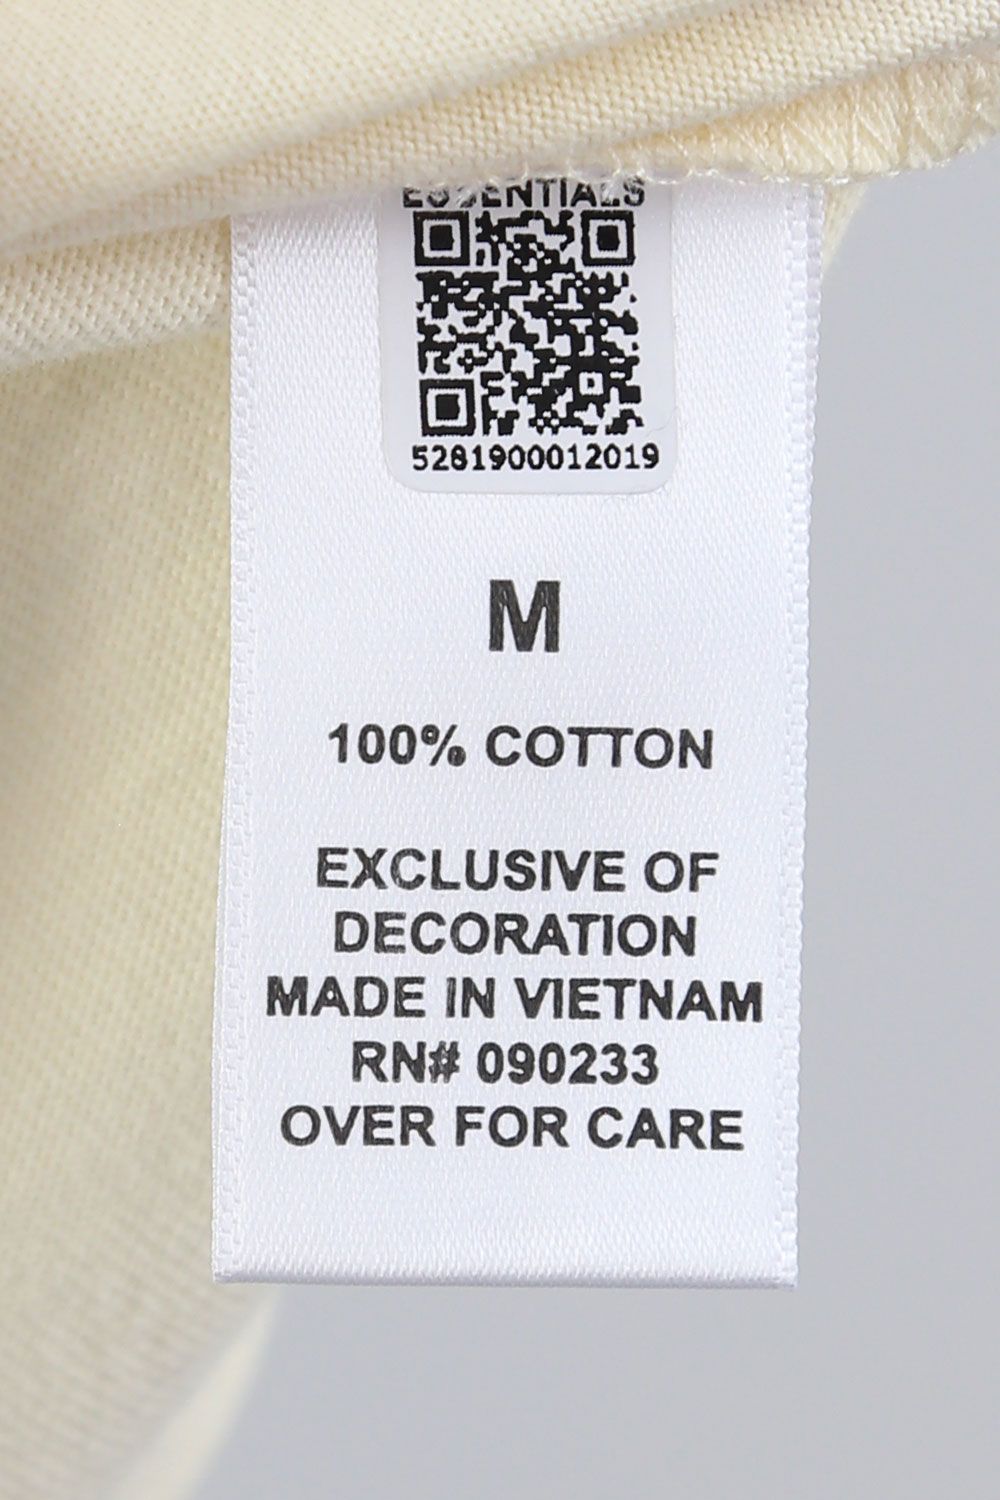 ESSENTIALS
5281900012019
M
100% COTTON
EXCLUSIVE OF
DECORATION
MADE IN VIETNAM
RN# 090233
OVER FOR CARE